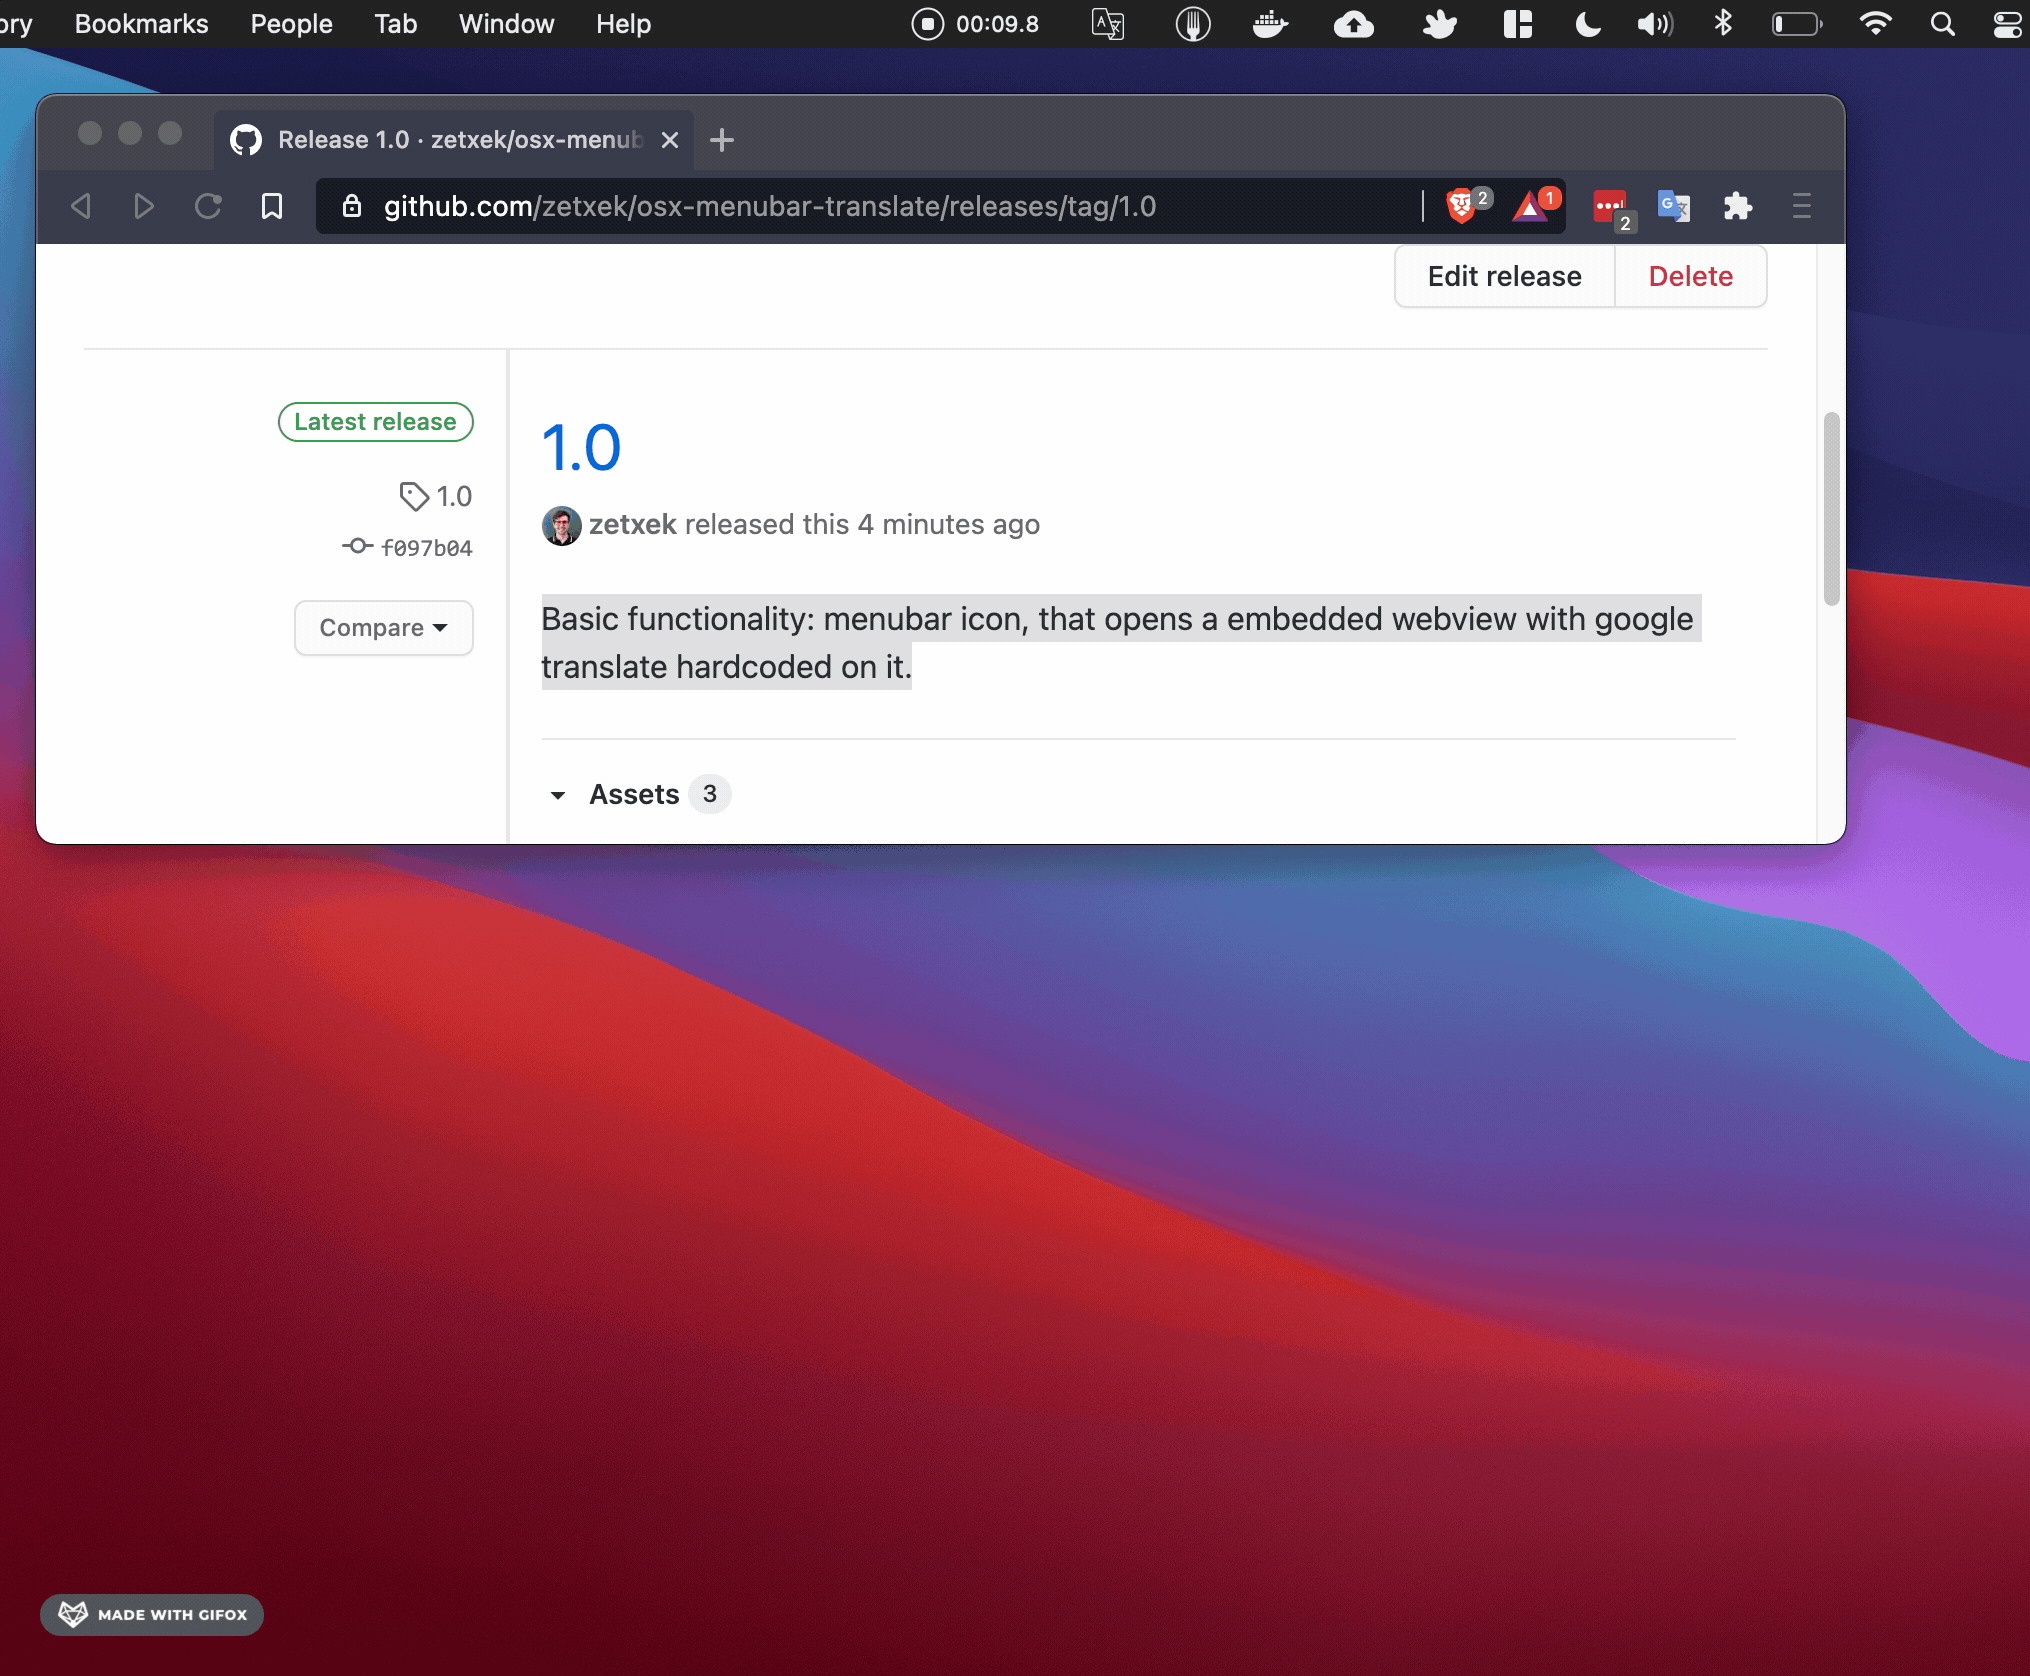 ory Bookmarks People Tab Window Help 00:09.8
Release 1.0 · zetxek/osx-menub
github.com/zetxek/osx-menubar-translate/releases/tag/1.0 2 1 2
Edit release Delete
Latest release
1.0
f097b04
Compare
1.0
zetxek released this 4 minutes ago
Basic functionality: menubar icon, that opens a embedded webview with google
translate hardcoded on it.
Assets 3
MADE WITH GIFOX